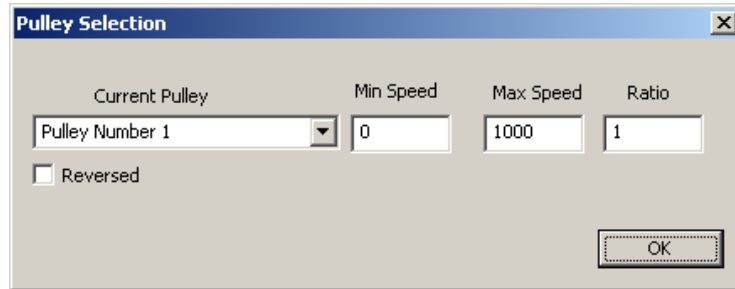 Pulley Selection
Current Pulley Min Speed Max Speed Ratio
Pulley Number 1 0 1000 1
Reversed
OK